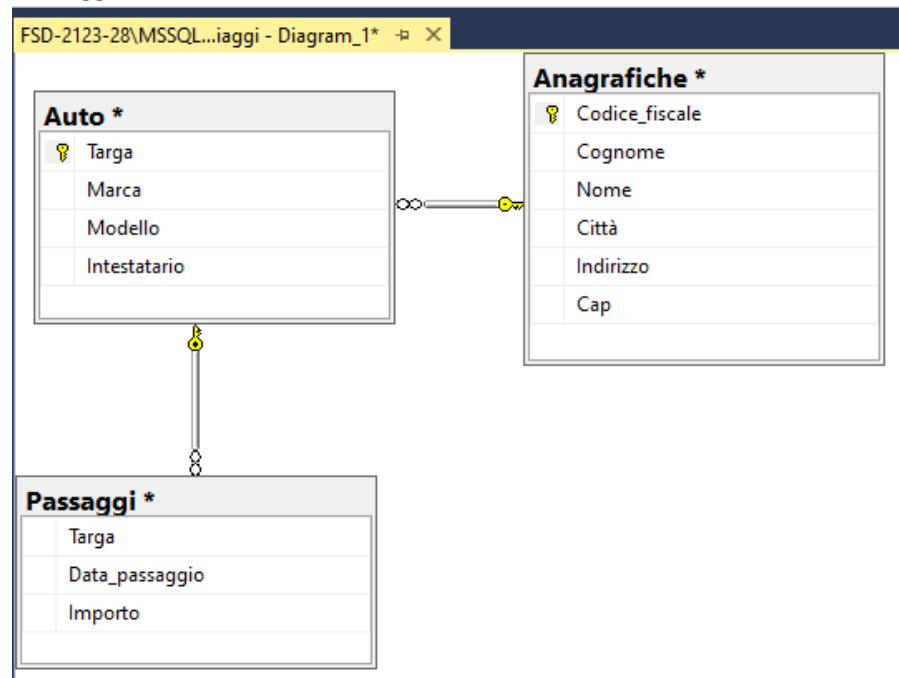 FSD-2123-28\MSSQL...iaggi - Diagram_1*
Auto *
Targa
Marca
Modello
Intestatario
Anagrafiche *
Codice_fiscale
Cognome
Nome
Città
Indirizzo
Cap
Passaggi *
Targa
Data_passaggio
Importo